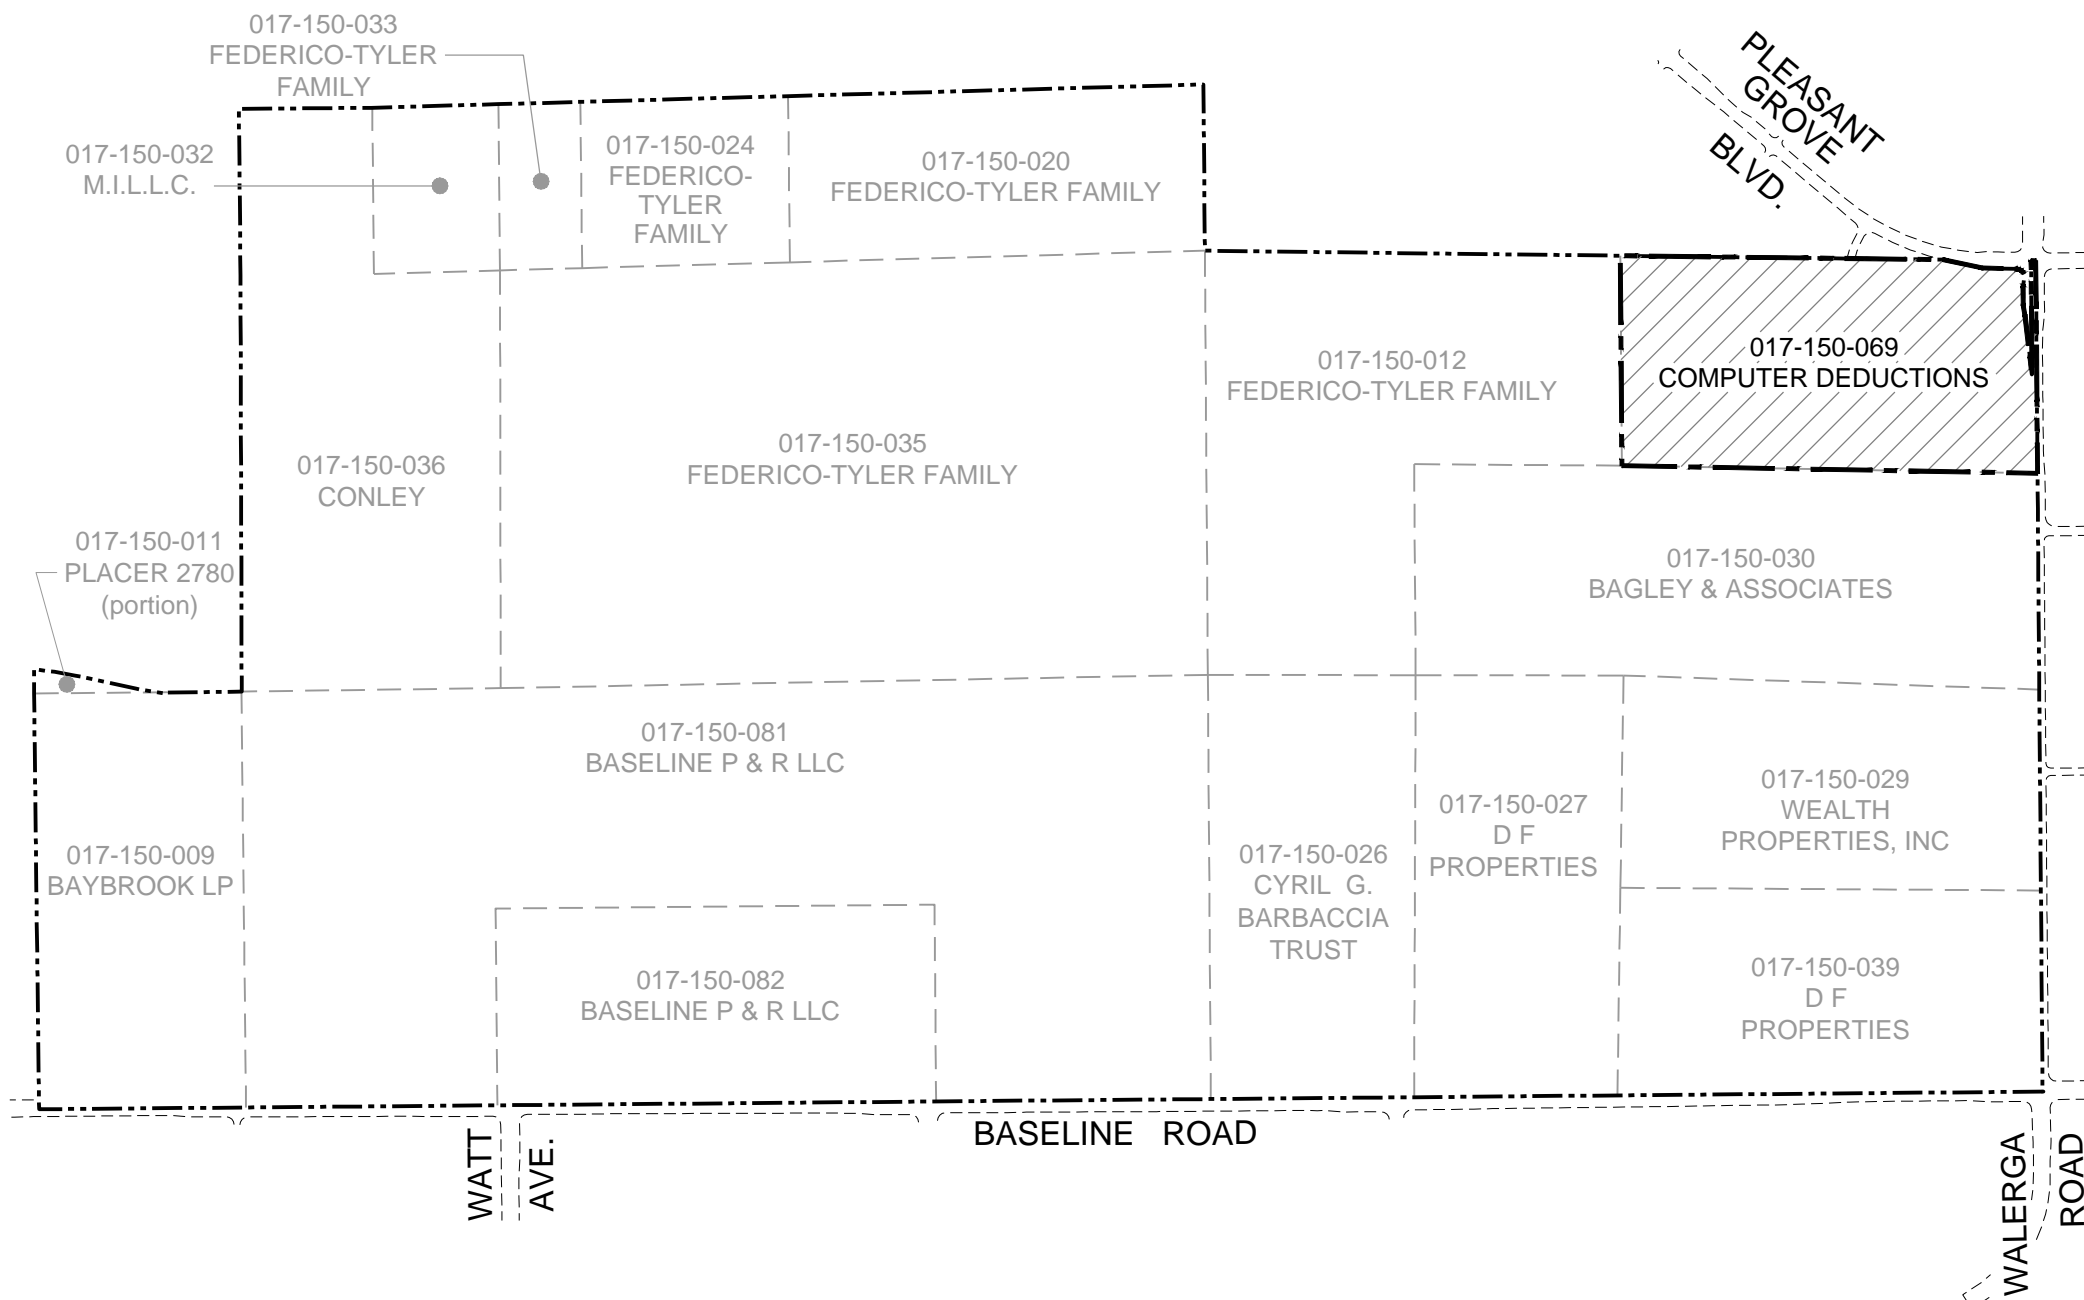 017-150-033
FEDERICO-TYLER
FAMILY
017-150-032
M.I.L.L.C.
017-150-024
FEDERICO-
TYLER
FAMILY
017-150-020
FEDERICO-TYLER FAMILY
PLEASANT
GROVE
BLVD.
017-150-069
COMPUTER DEDUCTIONS
017-150-012
FEDERICO-TYLER FAMILY
017-150-035
FEDERICO-TYLER FAMILY
017-150-036
CONLEY
017-150-011
PLACER 2780
(portion)
017-150-030
BAGLEY & ASSOCIATES
017-150-081
BASELINE P & R LLC
017-150-029
WEALTH
PROPERTIES, INC
017-150-027
D F
PROPERTIES
017-150-009
BAYBROOK LP
017-150-026
CYRIL G.
BARBACCIA
TRUST
017-150-082
BASELINE P & R LLC
017-150-039
D F
PROPERTIES
WATT
AVE.
BASELINE ROAD
WALERGA
ROAD